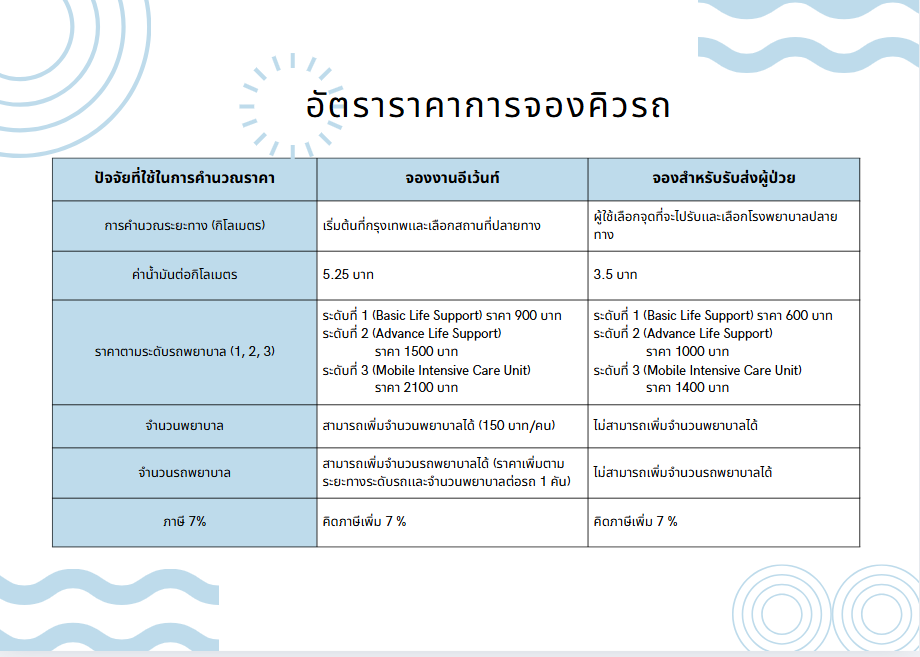 อัตราราคาการจองคิวรถ
ปัจจัยที่ใช้ในการคำนวณราคา
จองงานอีเว้นท์
จองสำหรับรับส่งผู้ป่วย
การคำนวณระยะทาง (กิโลเมตร)
เริ่มต้นที่กรุงเทพและเลือกสถานที่ปลายทาง
ผู้ใช้เลือกจุดที่จะไปรับและเลือกโรงพยาบาลปลาย
ทาง
ค่าน้ำมันต่อกิโลเมตร
5.25 บาท
3.5 บาท
ราคาตามระดับรถพยาบาล (1, 2, 3)
ระดับที่ 1 (Basic Life Support) ราคา 900 บาท
ระดับที่ 2 (Advance Life Support)
ราคา 1500 บาท
ระดับที่ 3 (Mobile Intensive Care Unit)
ราคา 2100 บาท
ระดับที่ 1 (Basic Life Support) ราคา 600 บาท
ระดับที่ 2 (Advance Life Support)
ราคา 1000 บาท
ระดับที่ 3 (Mobile Intensive Care Unit)
ราคา 1400 บาท
จำนวนพยาบาล
สามารถเพิ่มจำนวนพยาบาลได้ (150 บาท/คน)
ไม่สามารถเพิ่มจำนวนพยาบาลได้
จำนวนรถพยาบาล
สามารถเพิ่มจำนวนรถพยาบาลได้ (ราคาเพิ่มตาม
ระยะทางระดับรถและจำนวนพยาบาลต่อรถ 1 คัน)
ไม่สามารถเพิ่มจำนวนรถพยาบาลได้
ภาษี 7%
คิดภาษีเพิ่ม 7 %
คิดภาษีเพิ่ม 7 %